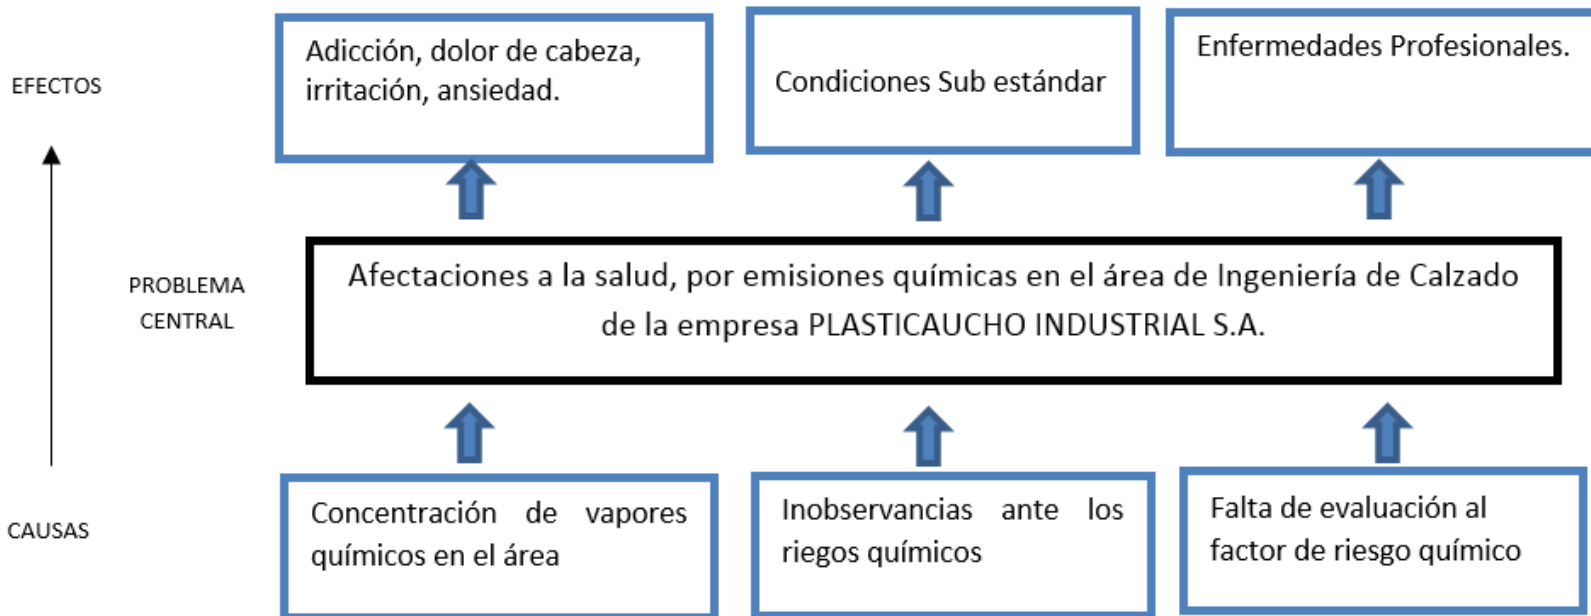 EFECTOS
Adicción, dolor de cabeza,
irritación, ansiedad.
Condiciones Sub estándar
Enfermedades Profesionales.
PROBLEMA
CENTRAL
Afectaciones a la salud, por emisiones químicas en el área de Ingeniería de Calzado
de la empresa PLASTICAUCHO INDUSTRIAL S.A.
CAUSAS
Concentración de vapores
químicos en el área
Inobservancias ante los
riegos químicos
Falta de evaluación al
factor de riesgo químico